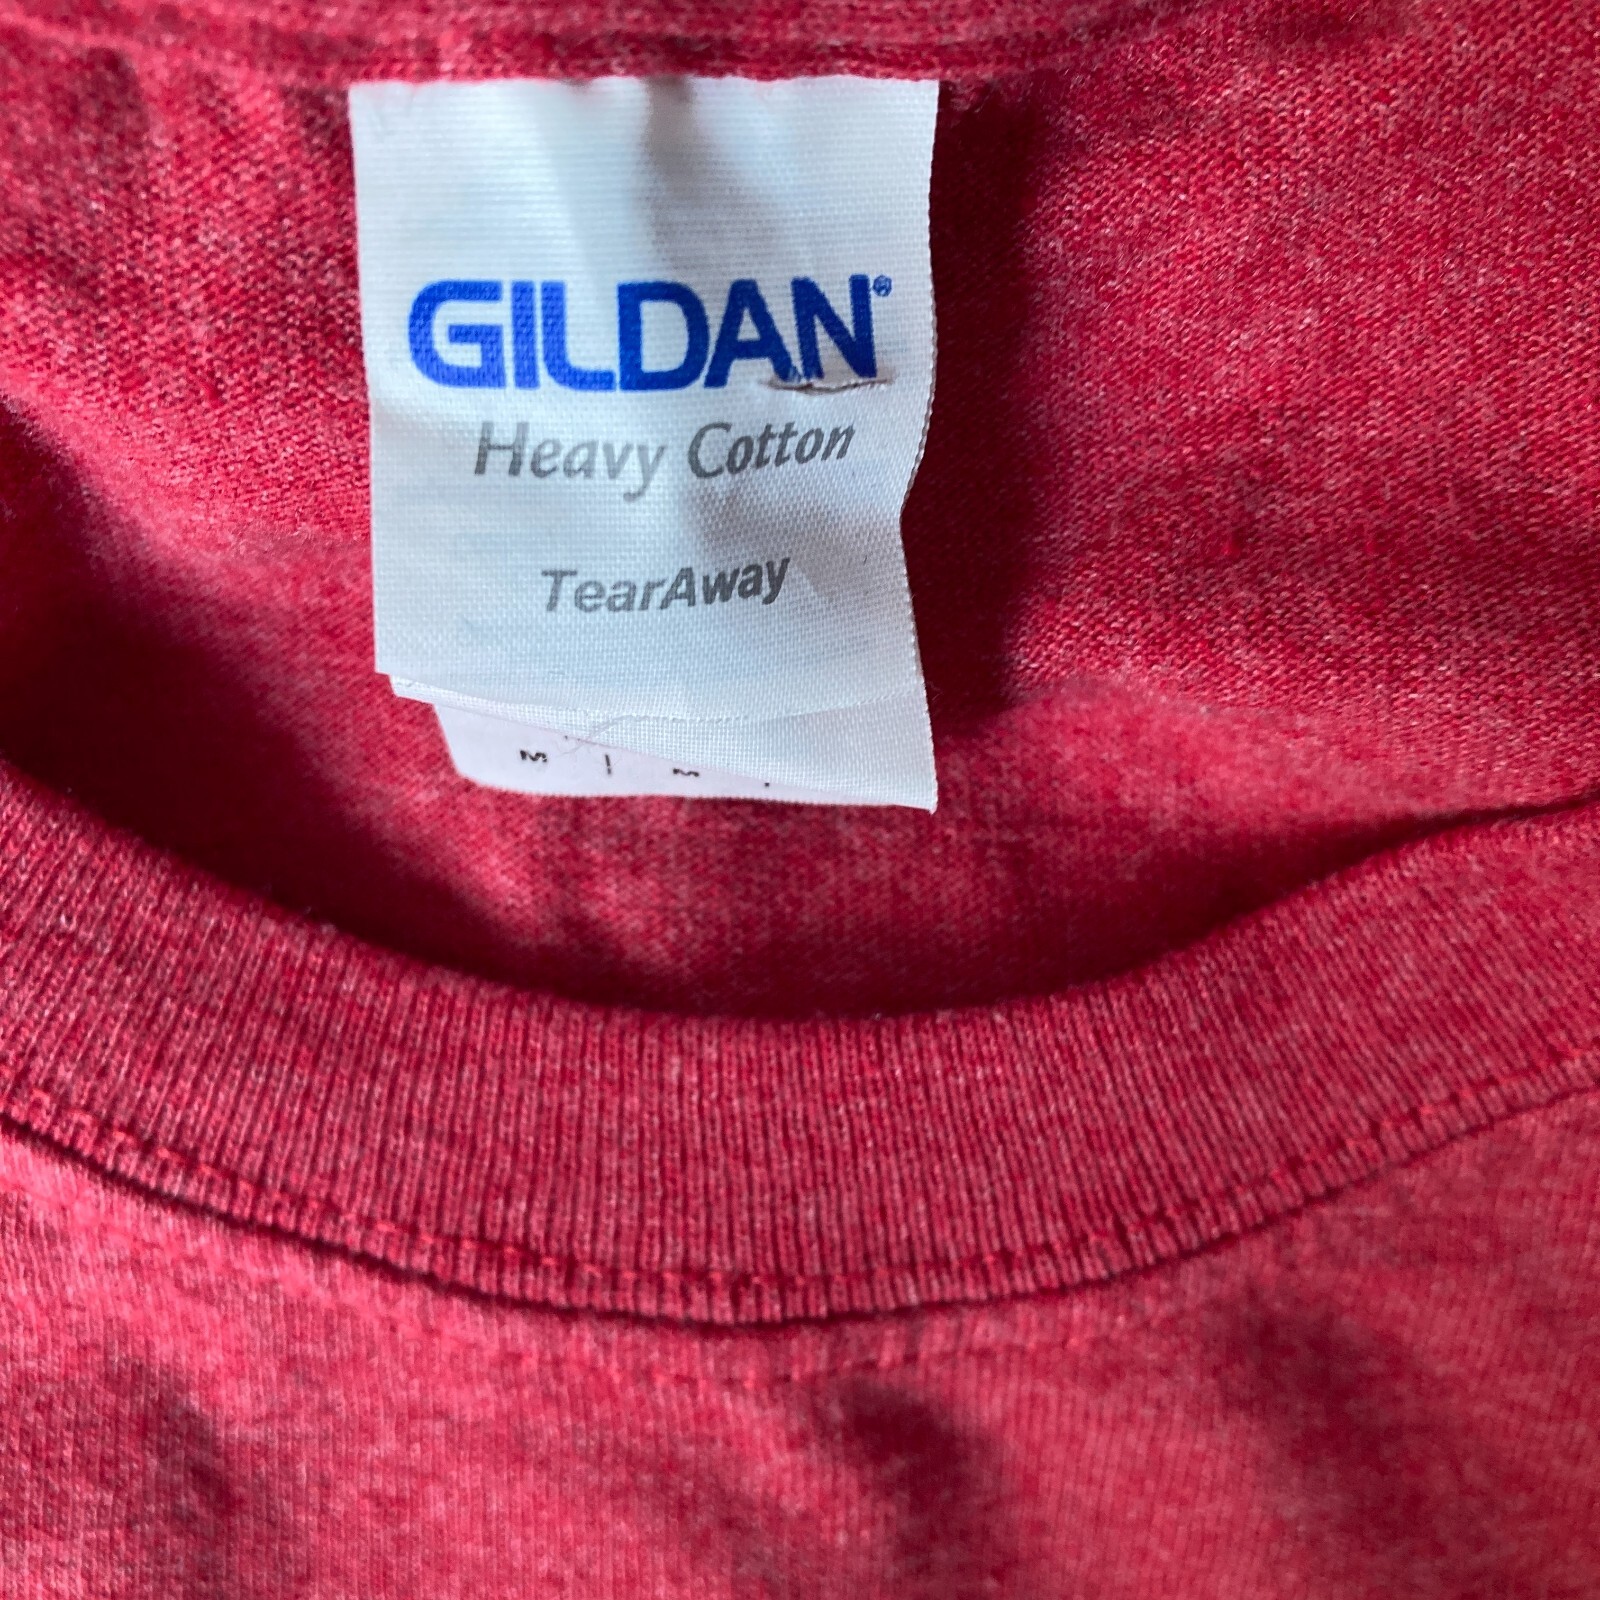 GILDAN®
Heavy Cotton
TearAway
M | M